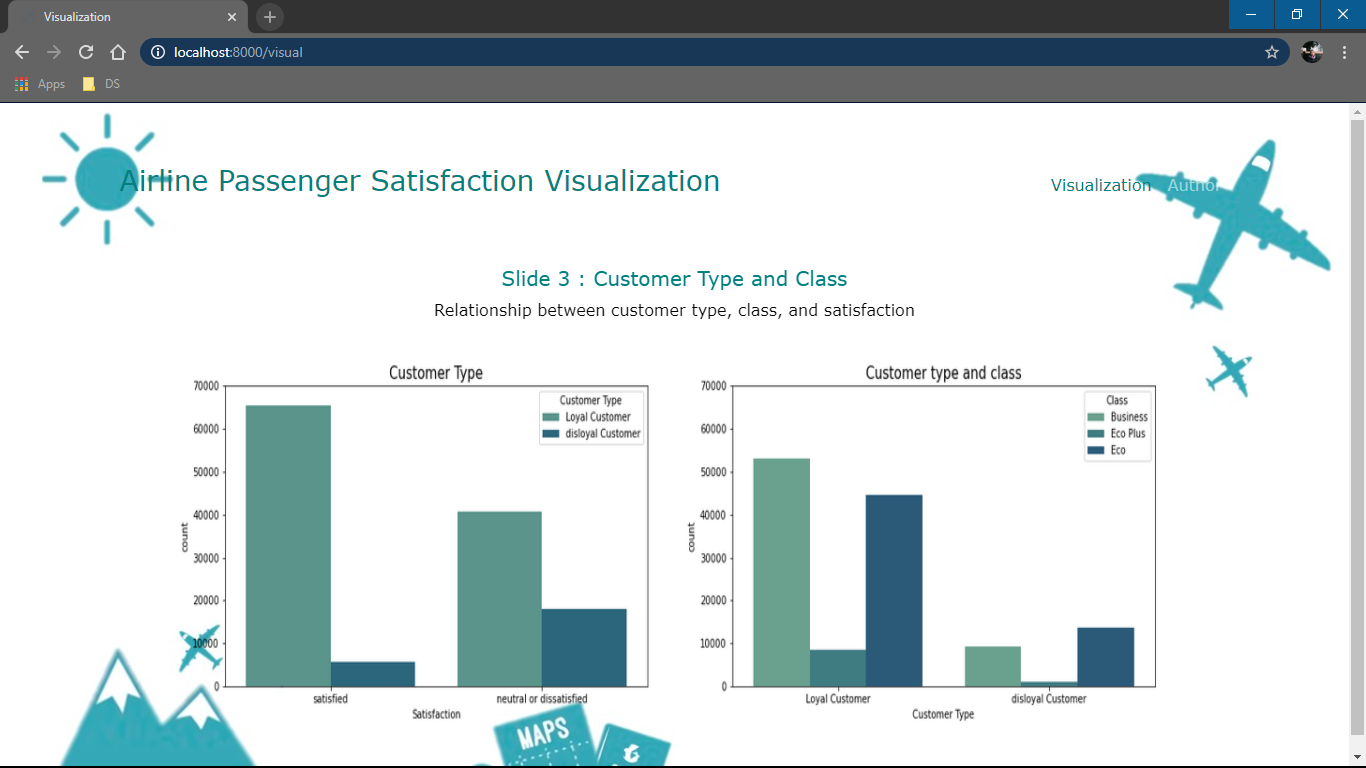 Visualization
localhost:8000/visual
Apps DS
Airline Passenger Satisfaction Visualization
Visualization Author
Slide 3 : Customer Type and Class
Relationship between customer type, class, and satisfaction
Customer Type
70000
60000
50000
40000
30000
20000
10000
0
count
Customer Type
Loyal Customer
disloyal Customer
satisfied neutral or dissatisfied
Satisfaction
Customer type and class
70000
60000
50000
40000
30000
20000
10000
0
count
Class
Business
Eco Plus
Eco
Loyal Customer disloyal Customer
Customer Type
MAPS